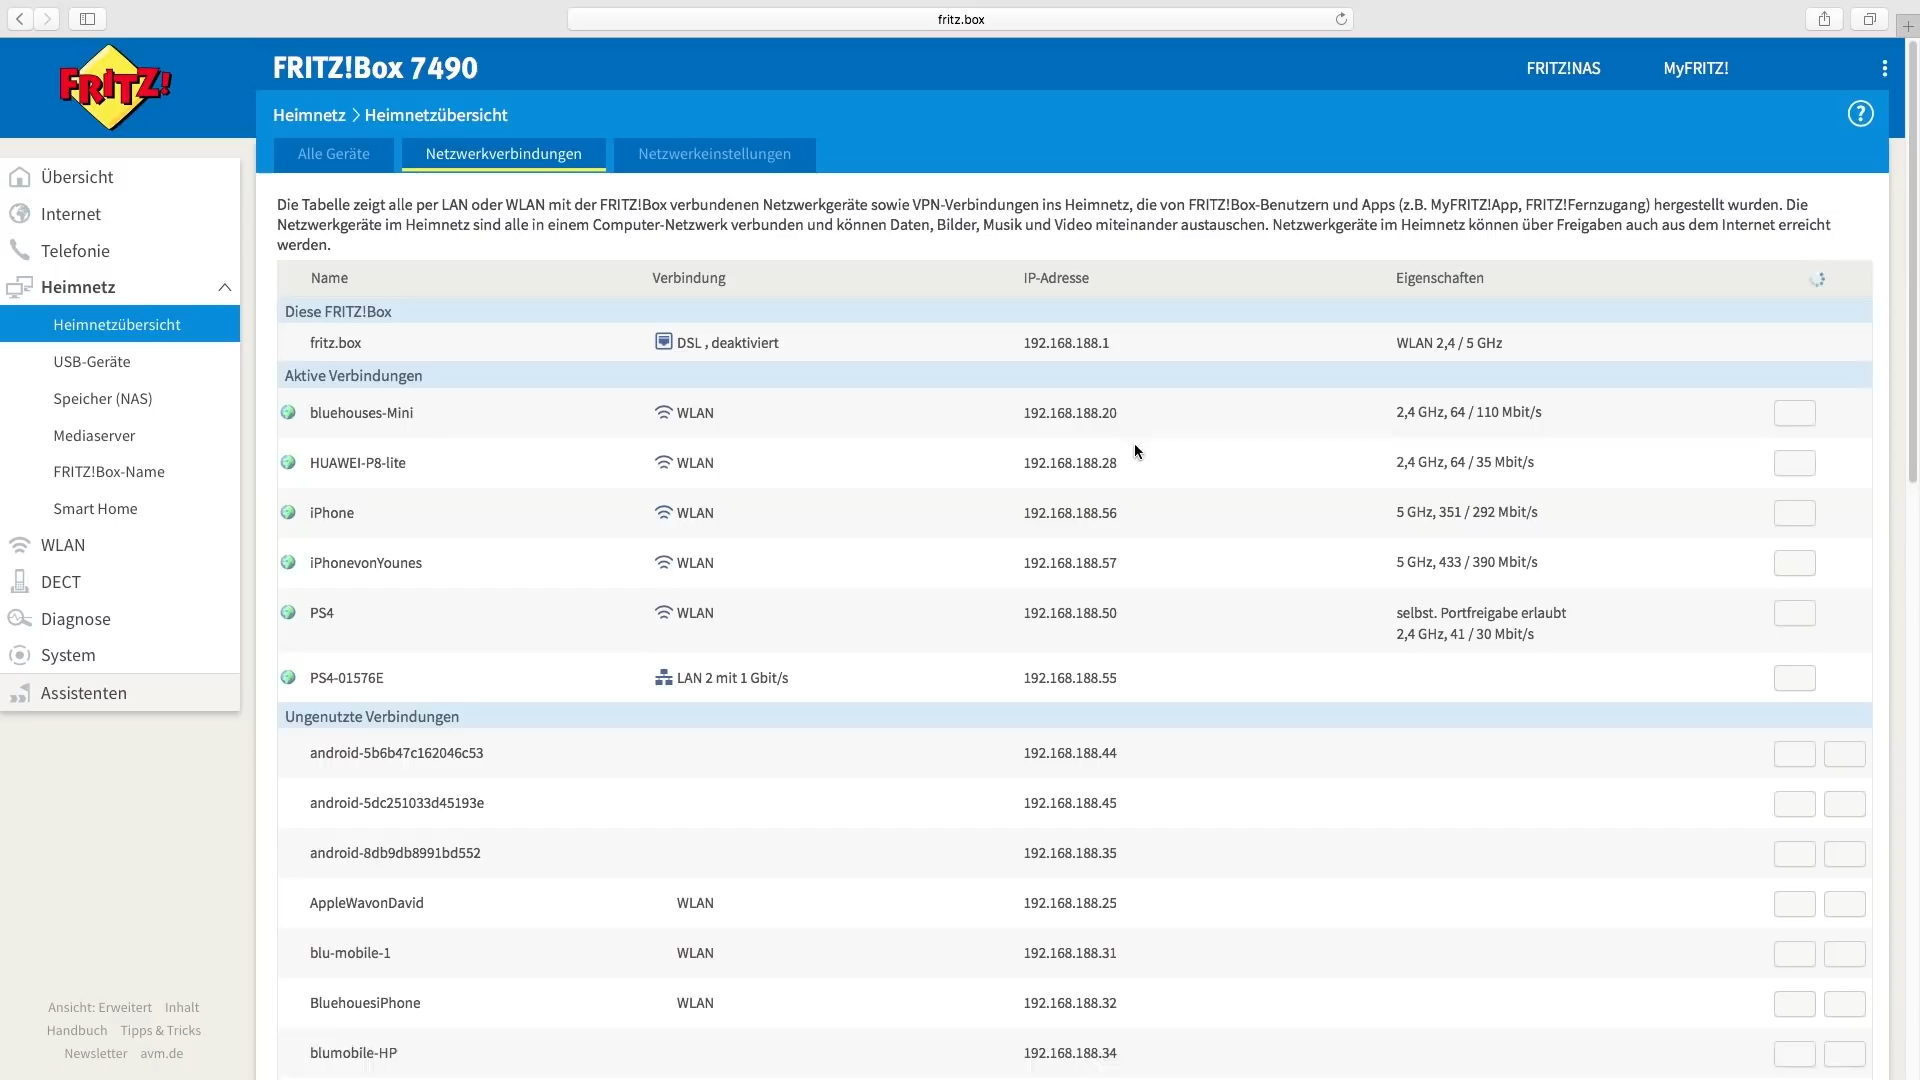 fritz.box
FRITZ!
FRITZ!Box 7490
FRITZ!NAS
MyFRITZ!
Heimnetz > Heimnetzübersicht
?
Alle Geräte
Netzwerkverbindungen
Netzwerkeinstellungen
Übersicht
Internet
Telefonie
Heimnetz
Heimnetzübersicht
USB-Geräte
Speicher (NAS)
Mediaserver
FRITZ!Box-Name
Smart Home
WLAN
DECT
Diagnose
System
Assistenten
Ansicht: Erweitert Inhalt
Handbuch Tipps & Tricks
Newsletter avm.de
Die Tabelle zeigt alle per LAN oder WLAN mit der FRITZ!Box verbundenen Netzwerkgeräte sowie VPN-Verbindungen ins Heimnetz, die von FRITZ!Box-Benutzern und Apps (z.B. MyFRITZ!App, FRITZ!Fernzugang) hergestellt wurden. Die
Netzwerkgeräte im Heimnetz sind alle in einem Computer-Netzwerk verbunden und können Daten, Bilder, Musik und Video miteinander austauschen. Netzwerkgeräte im Heimnetz können über Freigaben auch aus dem Internet erreicht
werden.
Name Verbindung IP-Adresse Eigenschaften
Diese FRITZ!Box
fritz.box DSL , deaktiviert 192.168.188.1 WLAN 2,4 / 5 GHz
Aktive Verbindungen
bluehouses-Mini WLAN 192.168.188.20 2,4 GHz, 64 / 110 Mbit/s
HUAWEI-P8-lite WLAN 192.168.188.28 2,4 GHz, 64 / 35 Mbit/s
iPhone WLAN 192.168.188.56 5 GHz, 351 / 292 Mbit/s
iPhonevonYounes WLAN 192.168.188.57 5 GHz, 433 / 390 Mbit/s
PS4 WLAN 192.168.188.50 selbst. Portfreigabe erlaubt
2,4 GHz, 41 / 30 Mbit/s
PS4-01576E LAN 2 mit 1 Gbit/s 192.168.188.55
Ungenutzte Verbindungen
android-5b6b47c162046c53 192.168.188.44
android-5dc251033d45193e 192.168.188.45
android-8db9db8991bd552 192.168.188.35
AppleWavonDavid WLAN 192.168.188.25
blu-mobile-1 WLAN 192.168.188.31
BluehouesiPhone WLAN 192.168.188.32
blumobile-HP 192.168.188.34